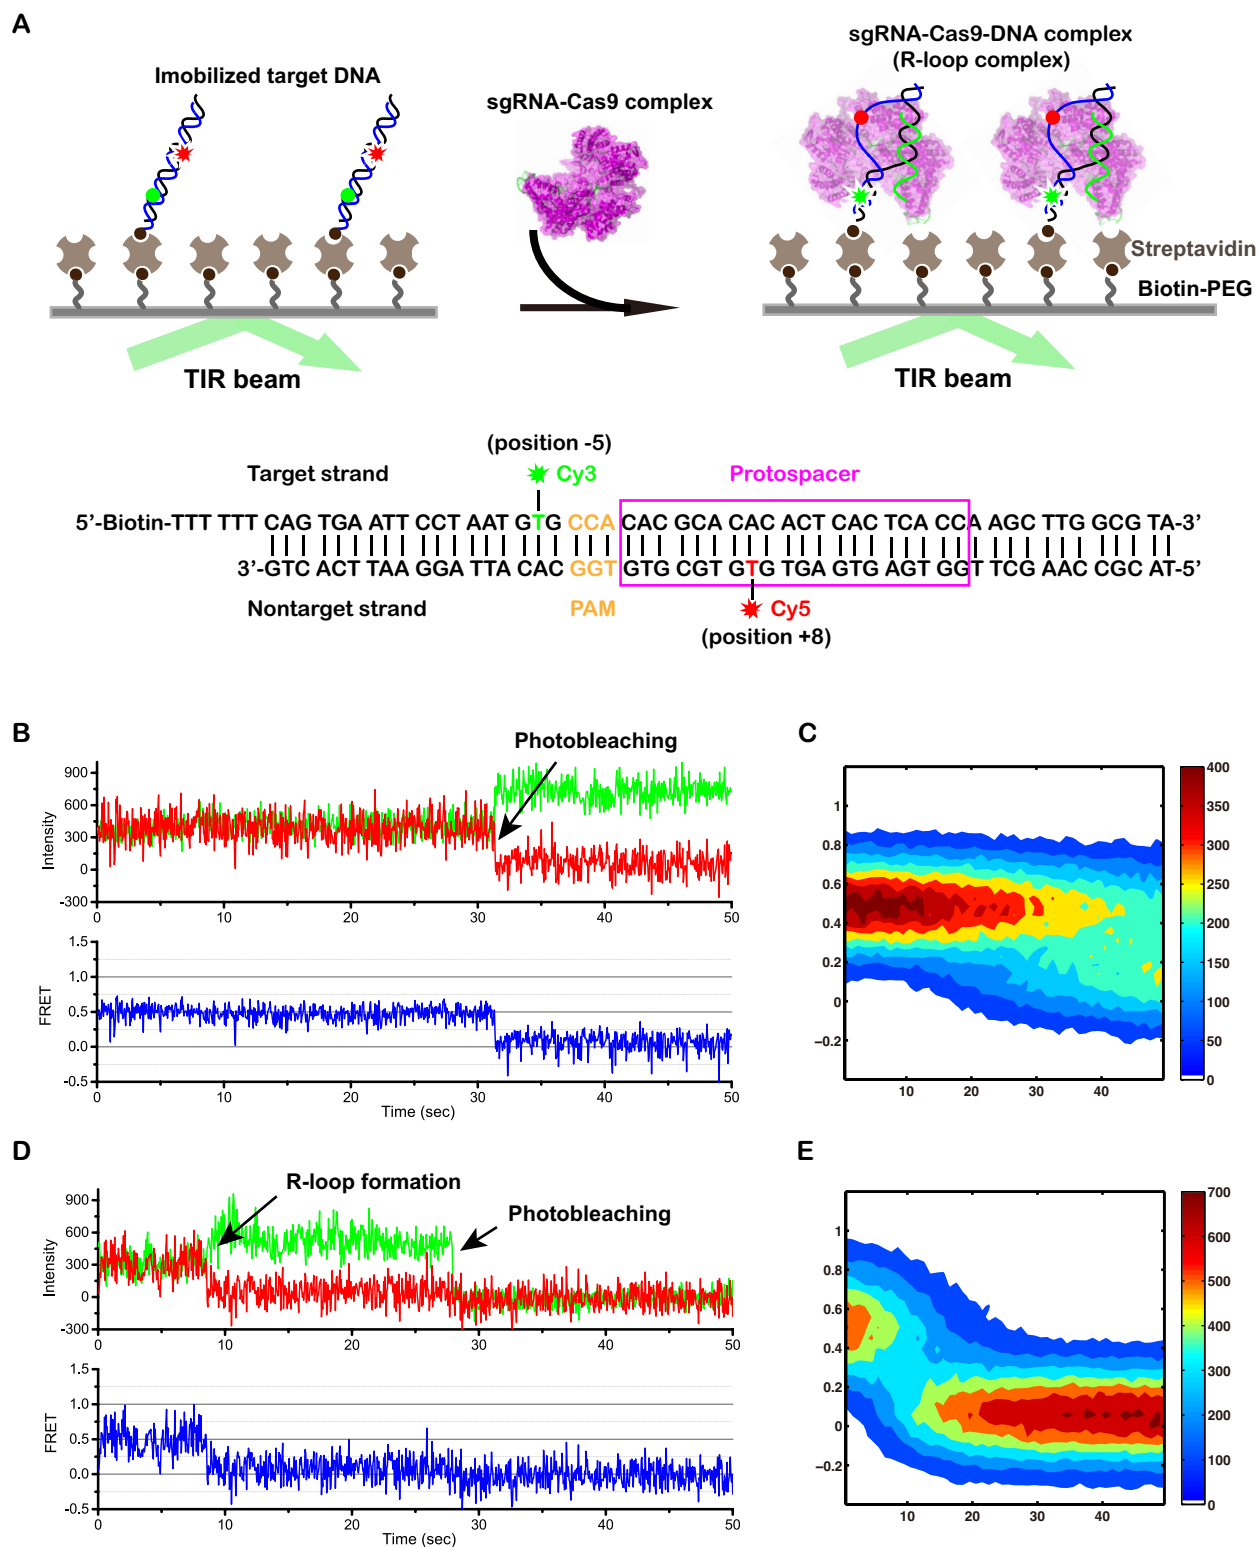 A
Imobilized target DNA
sgRNA-Cas9 complex
sgRNA-Cas9-DNA complex
(R-loop complex)
Streptavidin
Biotin-PEG
TIR beam
TIR beam
(position -5)
Target strand
Cy3
Protospacer
5'-Biotin-TTT TTT CAG TGA ATT CCT AAT GTG CCA CAC GCA CAC ACT CAC TCA CCA AGC TTG GCG TA-3'
3'-GTC ACT TAA GGA TTA CAC GGT GTG CGT GTG TGA GTG AGT GGT TCG AAC CGC AT-5'
Nontarget strand
PAM
Cy5
(position +8)
B
Photobleaching
900
600
300
0
-300
Intensity
0 10 20 30 40 50
1.5
1.0
0.5
0.0
-0.5
FRET
0 10 20 30 40 50
Time (sec)
C
1
0.8
0.6
0.4
0.2
0
-0.2
10 20 30 40
400
350
300
250
200
150
100
50
0
D
R-loop formation
Photobleaching
900
600
300
0
-300
Intensity
0 10 20 30 40 50
1.5
1.0
0.5
0.0
-0.5
FRET
0 10 20 30 40 50
Time (sec)
E
1
0.8
0.6
0.4
0.2
0
-0.2
10 20 30 40
700
600
500
400
300
200
100
0